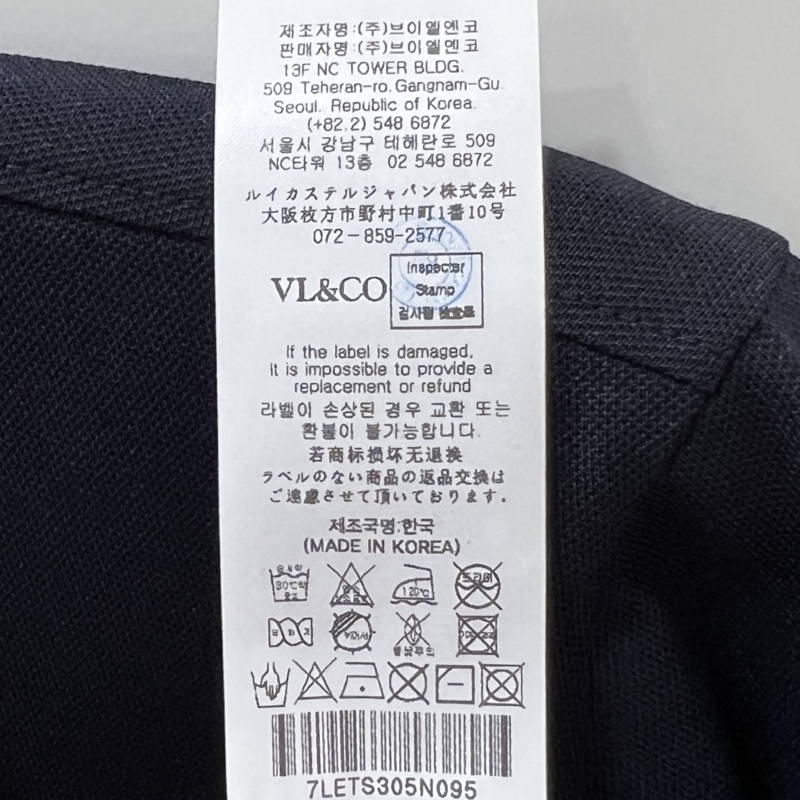 제조자명:(주)브이엘엔코
판매자명:(주)브이엘엔코
13F NC TOWER BLDG.
509 Teheran-ro. Gangnam-Gu
Seoul. Republic of Korea.
(+82.2) 548 6872
서울시 강남구 테헤란로 509
NC타워 13층 02 548 6872
ルイカステルジャパン株式会社
大阪枚方市野村中町1番10号
072-859-2577
VL&CO
Inspecter
Stamp
검사필
If the label is damaged,
It is impossible to provide a
replacement or refund
라벨이 손상된 경우 교환 또는
환불이 불가능합니다.
若商标损坏无退换
ラベルのない商品の返品交換は
ご遠慮させて頂いております。
제조국명:한국
(MADE IN KOREA)
30℃
120℃
드라이
7LETS305N095